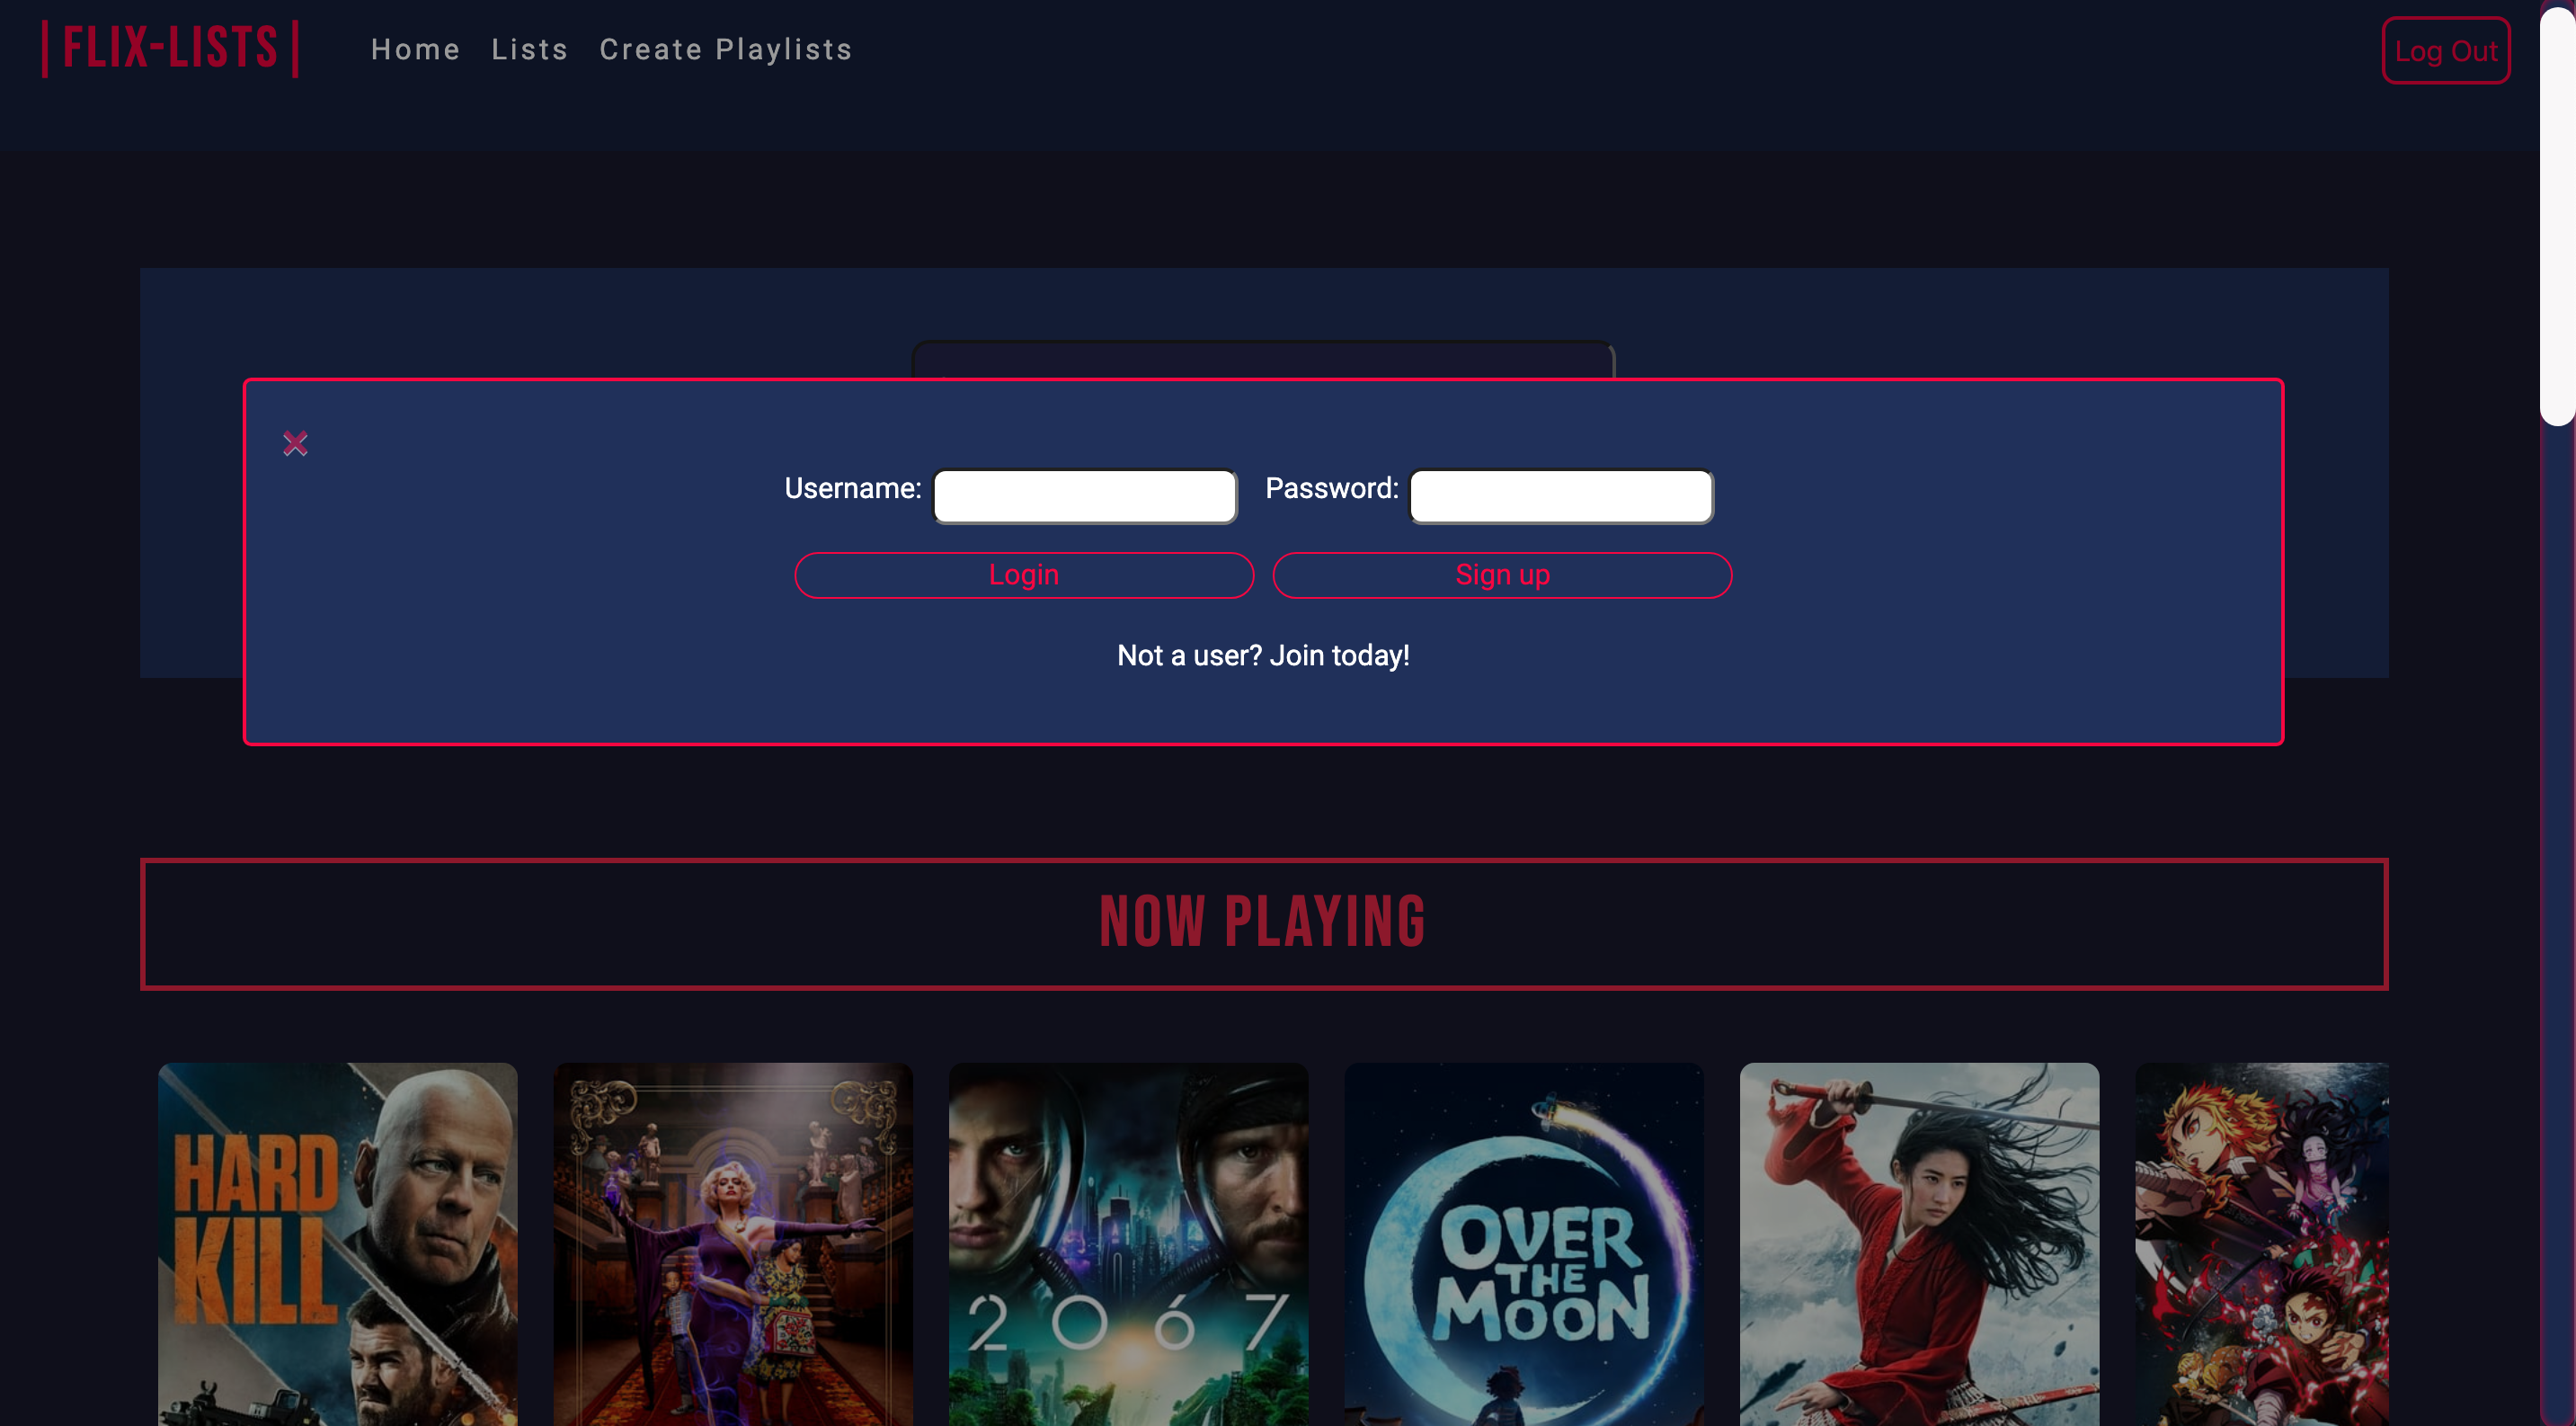 | FLIX-LISTS |
Home Lists Create Playlists
Log Out
Username: Password:
Login Sign up
Not a user? Join today!
NOW PLAYING
HARD
KILL
2067
OVER
THE
MOON